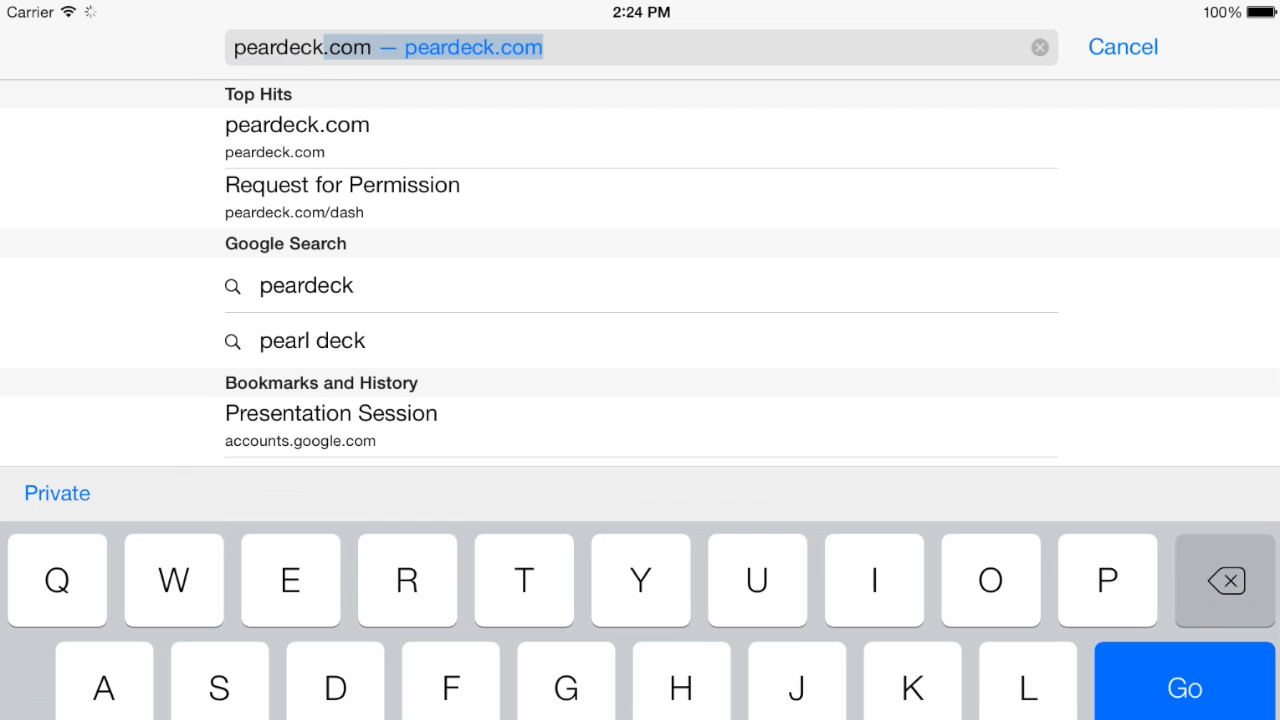 Carrier 2:24 PM 100%
peardeck.com — peardeck.com Cancel
Top Hits
peardeck.com
peardeck.com
Request for Permission
peardeck.com/dash
Google Search
peardeck
pearl deck
Bookmarks and History
Presentation Session
accounts.google.com
Private
Q W E R T Y U I O P
A S D F G H J K L Go